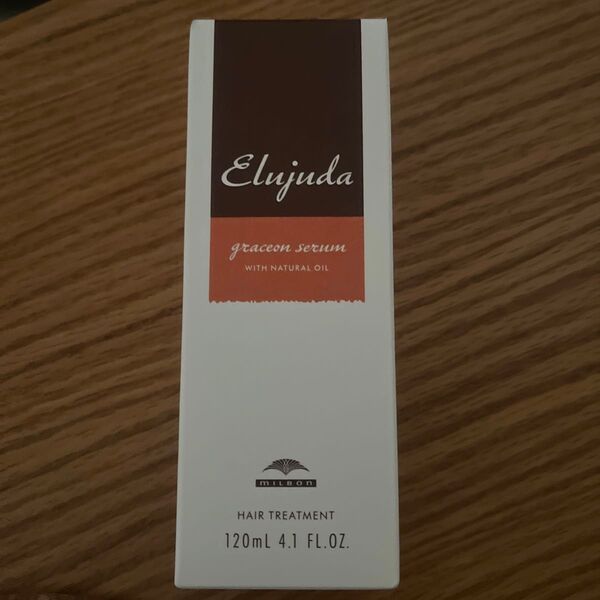 Elujuda
graceon serum
WITH NATURAL OIL
MILBON
HAIR TREATMENT
120mL 4.1 FL.OZ.